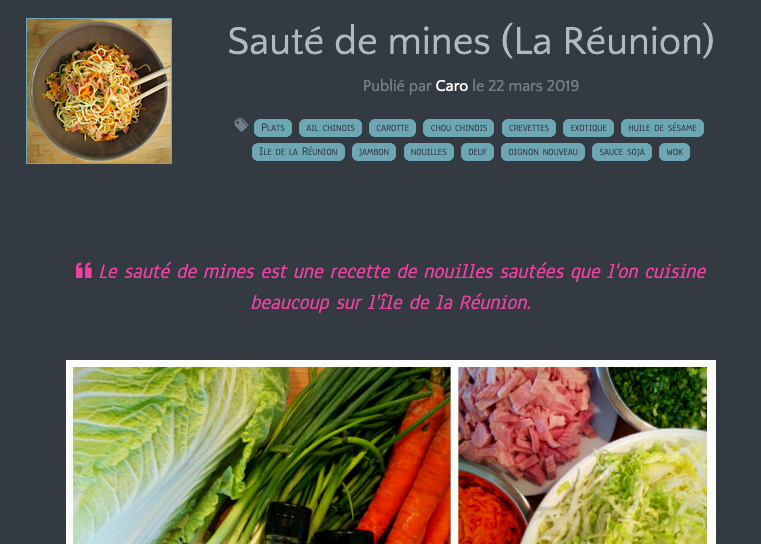 Sauté de mines (La Réunion)
Publié par Caro le 22 mars 2019
Plats ail chinois carotte chou chinois crevettes exotique huile de sésame
Ile de la Réunion jambon nouilles oeuf oignon nouveau sauce soja wok
Le sauté de mines est une recette de nouilles sautées que l'on cuisine
beaucoup sur l'île de la Réunion.